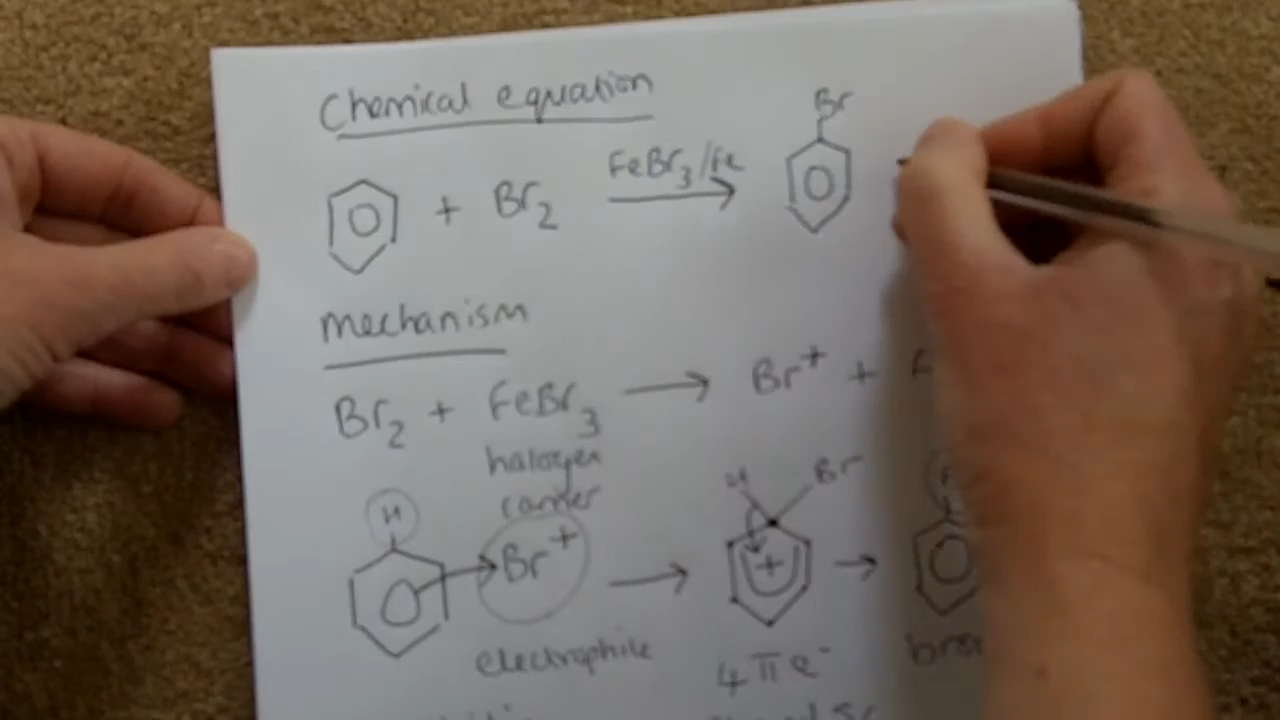 Chemical equation
Br
FeBr3/Fe
+ Br2
mechanism
Br2 + FeBr3 → Br+ +
halogen
carrier
H Br
H Br+ → + →
electrophile
4 π e-